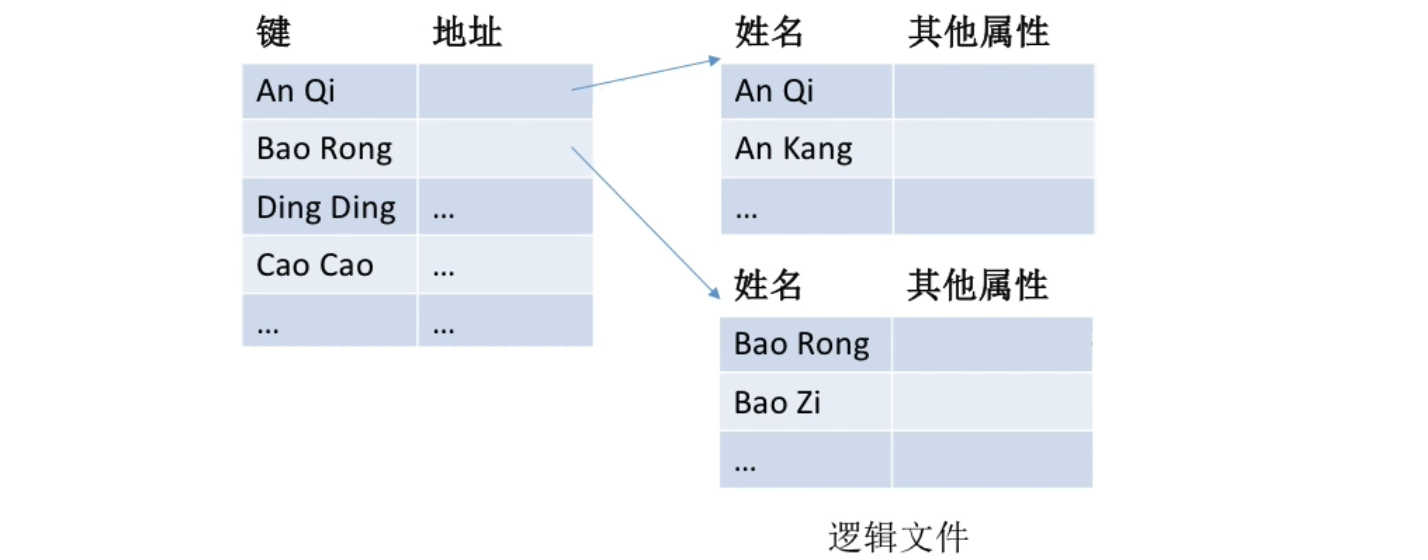 键 地址
An Qi
Bao Rong
Ding Ding ...
Cao Cao ...
... ...
姓名 其他属性
An Qi
An Kang
...
姓名 其他属性
Bao Rong
Bao Zi
...
逻辑文件